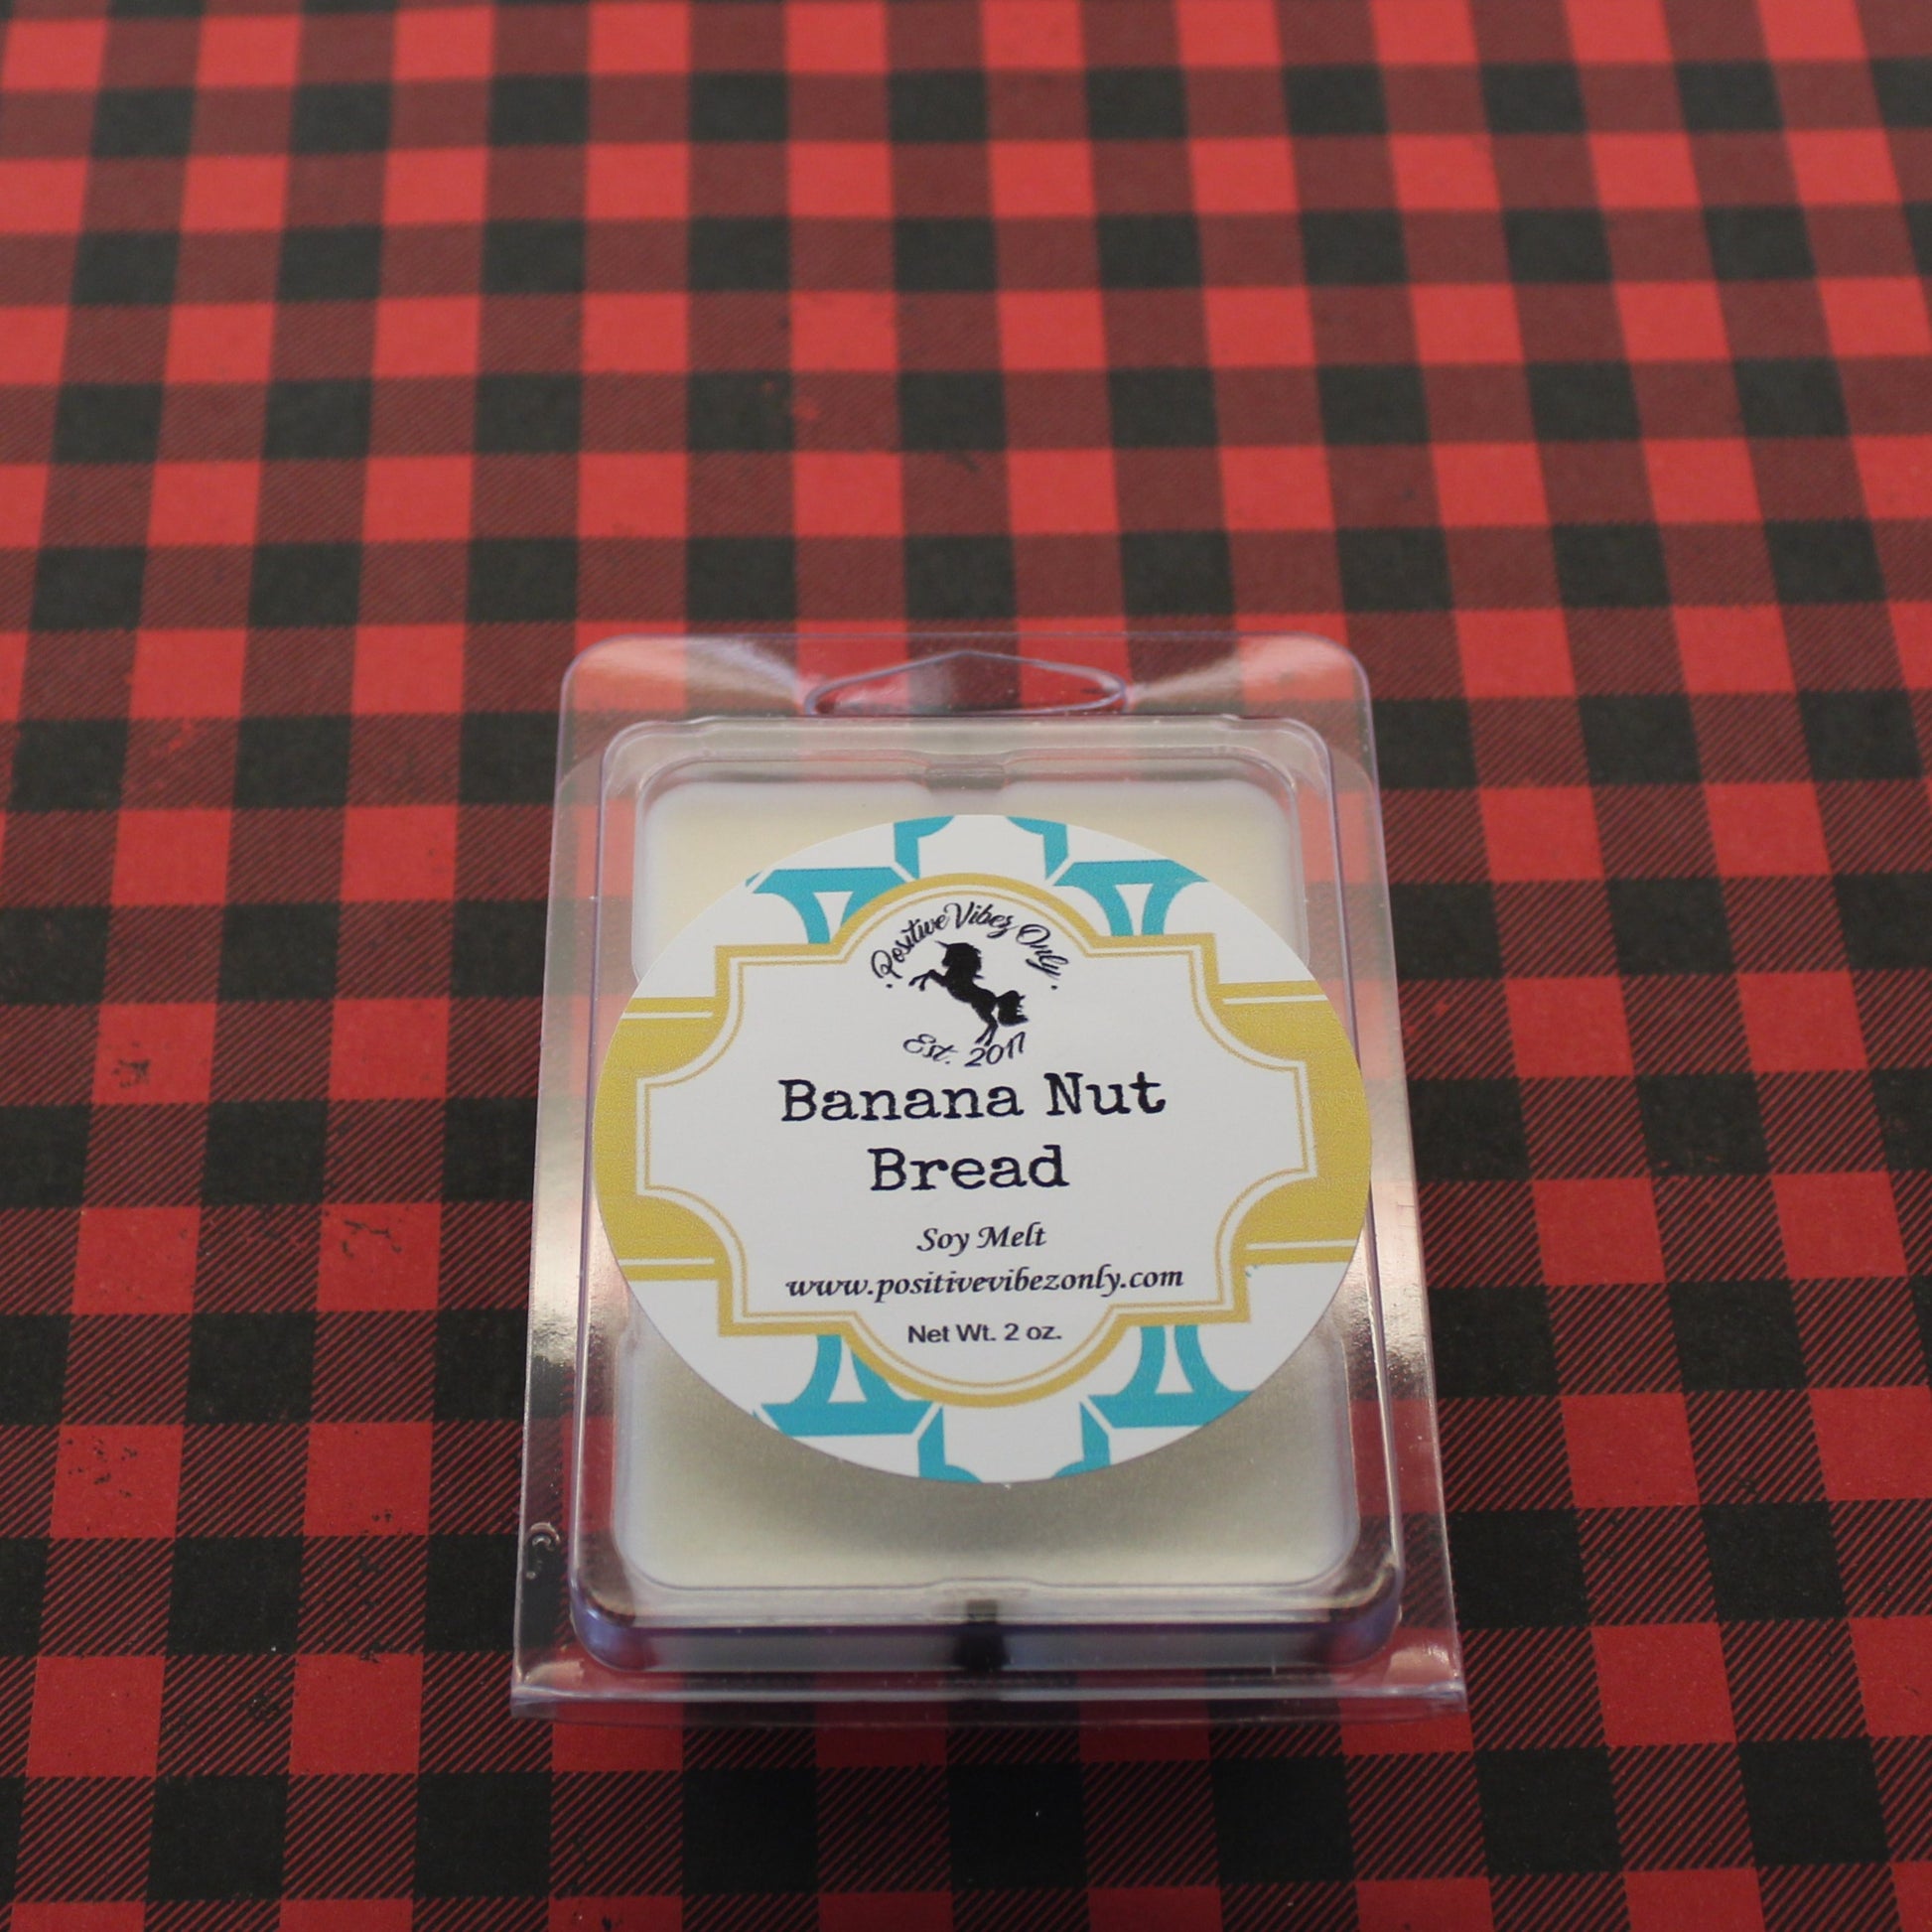 Positive Vibez Only
Est. 2017
Banana Nut
Bread
Soy Melt
www.positivevibezonly.com
Net Wt. 2 oz.